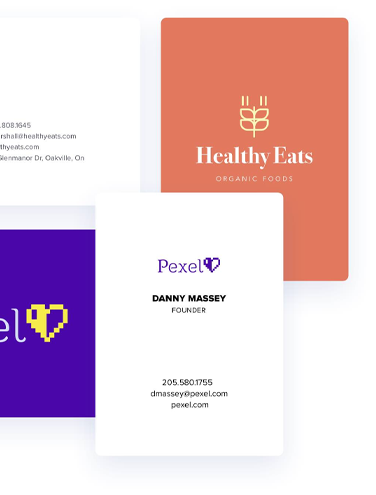 .808.1645
rshall@healthyeats.com
thyeats.com
Glenmanor Dr, Oakville, On
Healthy Eats
ORGANIC FOODS
el
Pexel
DANNY MASSEY
FOUNDER
205.580.1755
dmassey@pexel.com
pexel.com